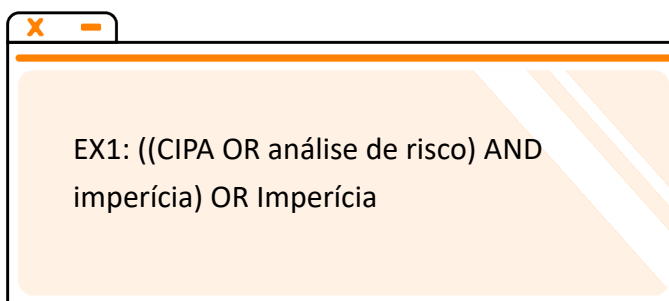 EX1: ((CIPA OR análise de risco) AND
imperícia) OR Imperícia